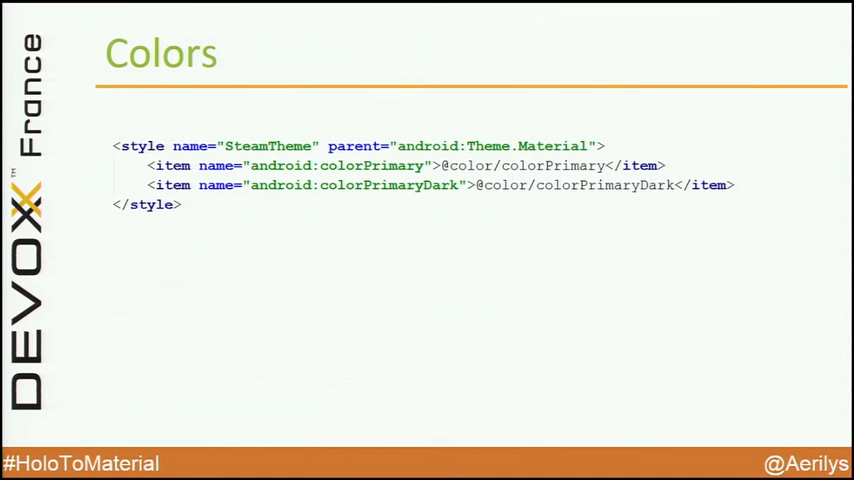 Colors
DEVOXX™ France
<style name="SteamTheme" parent="android:Theme.Material">
<item name="android:colorPrimary">@color/colorPrimary</item>
<item name="android:colorPrimaryDark">@color/colorPrimaryDark</item>
</style>
#HoloToMaterial
@Aerilys